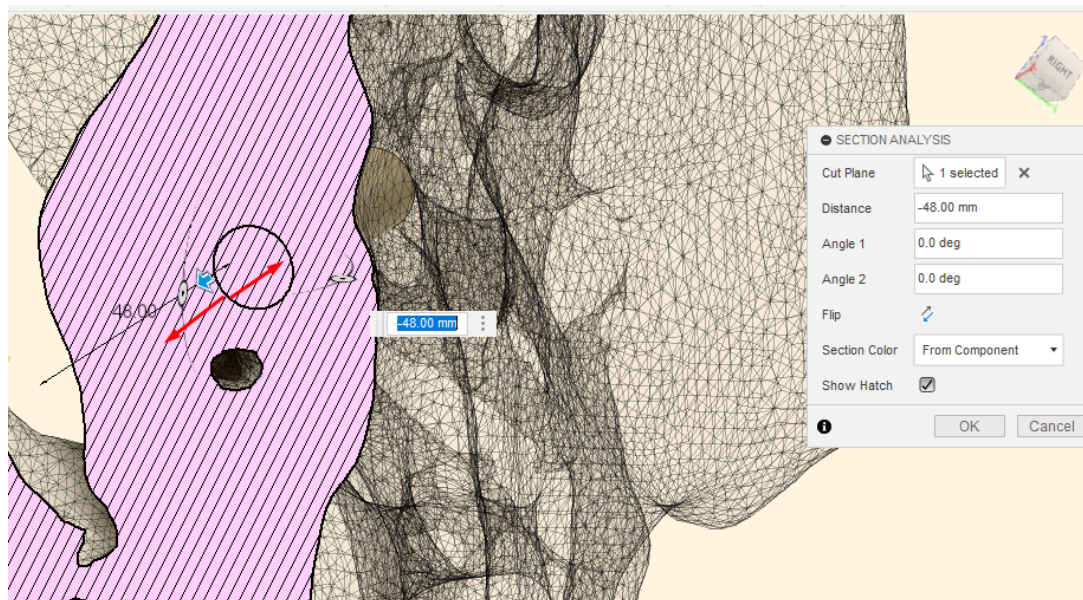 RIGHT
SECTION ANALYSIS
Cut Plane
1 selected
Distance
-48.00 mm
Angle 1
0.0 deg
Angle 2
0.0 deg
Flip
Section Color
From Component
Show Hatch
OK
Cancel
48.00
-48.00 mm